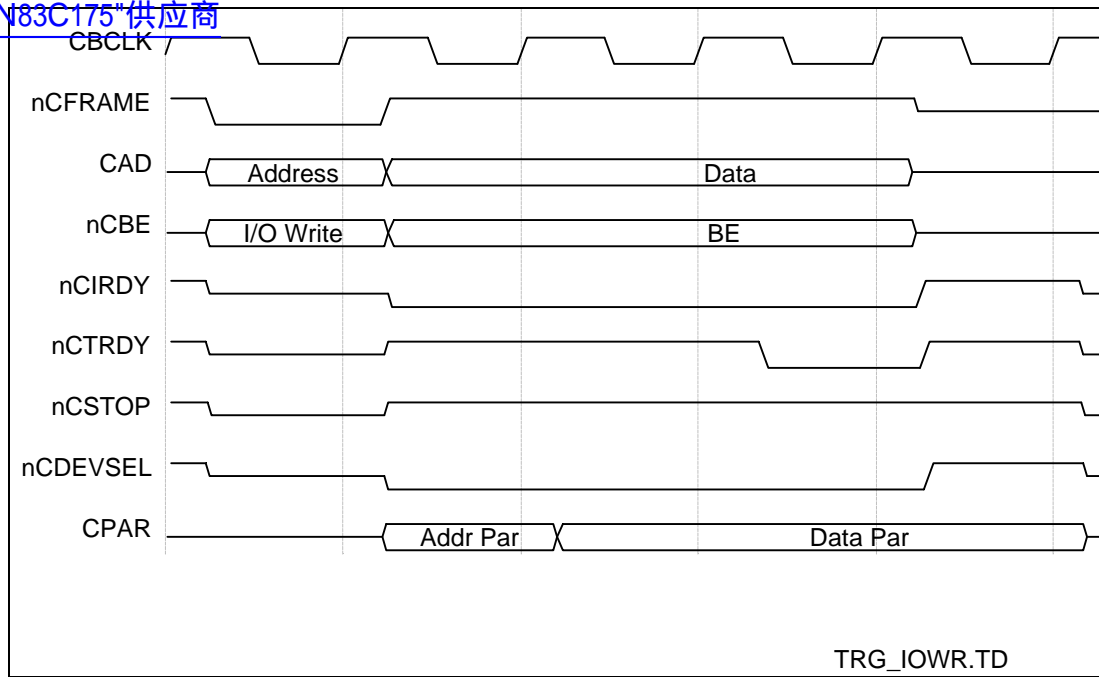 N83C175"供应商
CBCLK
nCFRAME
CAD Address Data
nCBE I/O Write BE
nCIRDY
nCTRDY
nCSTOP
nCDEVSEL
CPAR Addr Par Data Par
TRG_IOWR.TD